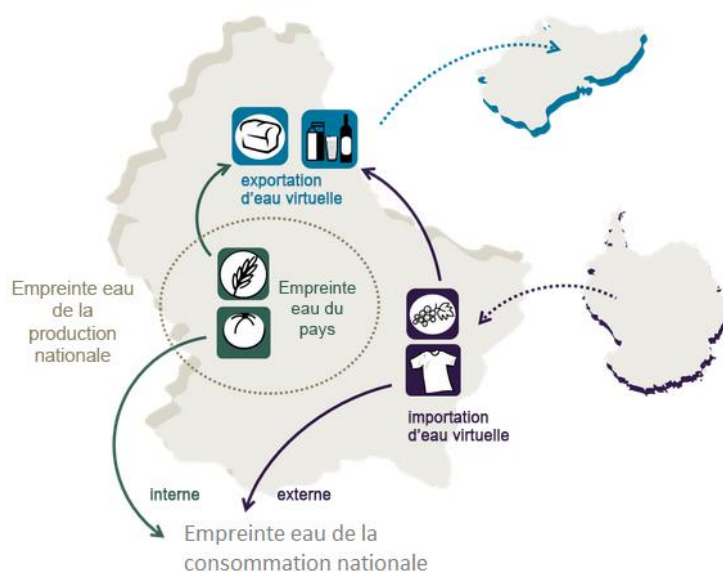 exportation
d'eau virtuelle
Empreinte eau
de la
production
nationale
Empreinte
eau du
pays
importation
d'eau virtuelle
interne
externe
Empreinte eau de la
consommation nationale